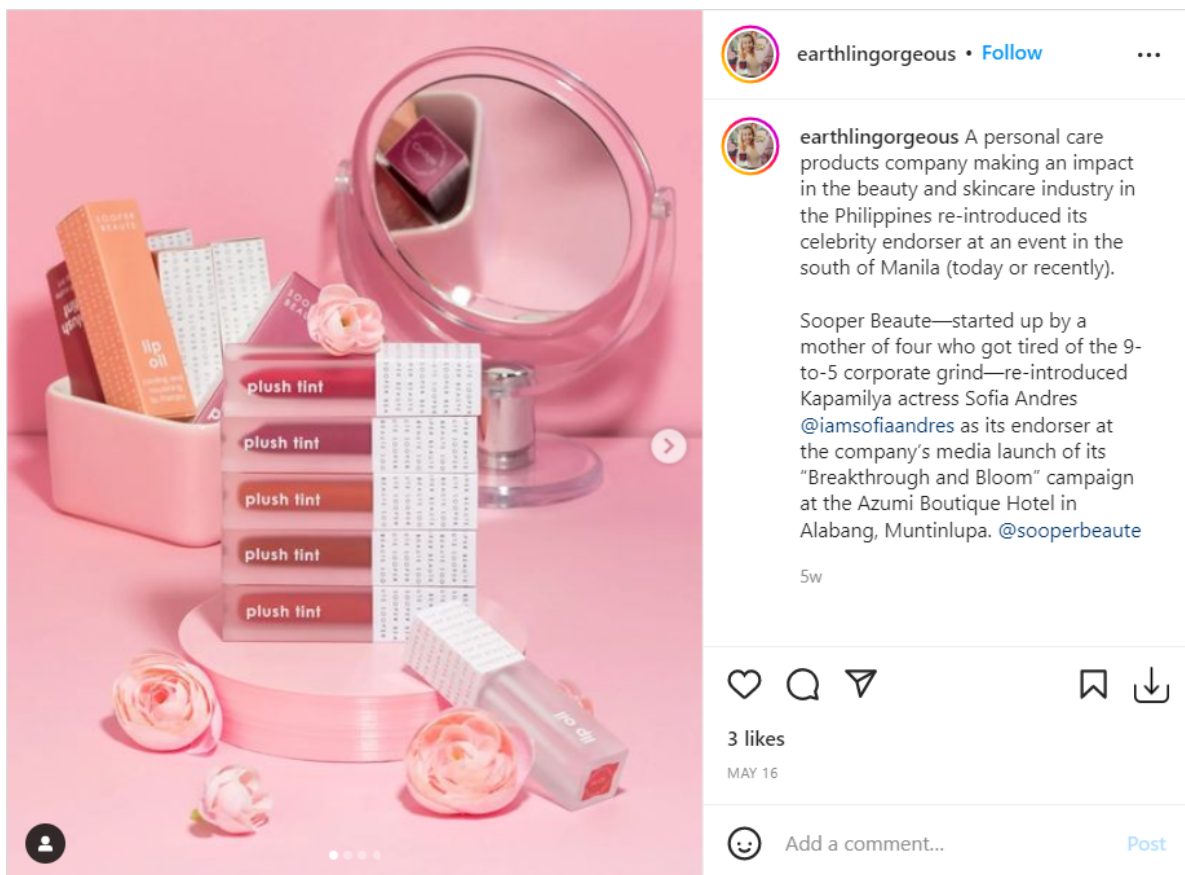 earthlingorgeous • Follow
earthlingorgeous A personal care
products company making an impact
in the beauty and skincare industry in
the Philippines re-introduced its
celebrity endorser at an event in the
south of Manila (today or recently).
Sooper Beaute—started up by a
mother of four who got tired of the 9-
to-5 corporate grind—re-introduced
Kapamilya actress Sofia Andres
@iamsofiaandres as its endorser at
the company's media launch of its
“Breakthrough and Bloom” campaign
at the Azumi Boutique Hotel in
Alabang, Muntinlupa. @sooperbeaute
5w
3 likes
MAY 16
Add a comment...
Post
SOOPER
BEAUTE
lip
oil
plush tint
plush tint
plush tint
plush tint
plush tint
lip oil